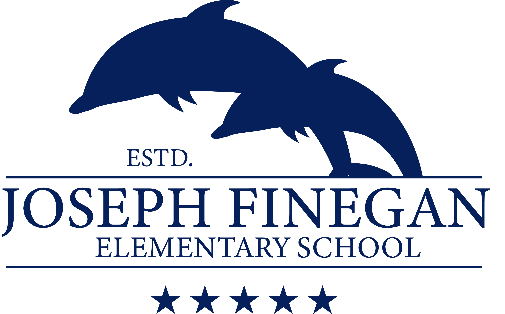 ESTD.
JOSEPH FINEGAN
ELEMENTARY SCHOOL